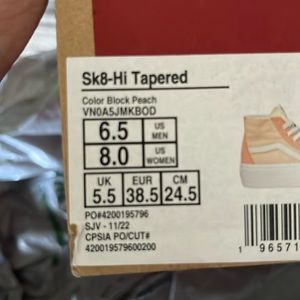 Sk8-Hi Tapered
Color Block Peach
VN0A5JMKBOD
6.5 US MEN
8.0 US WOMEN
UK EUR CM
5.5 38.5 24.5
PO#4200195796
SJV - 11/22
CPSIA PO/CUT#
420019579600200
1 96571